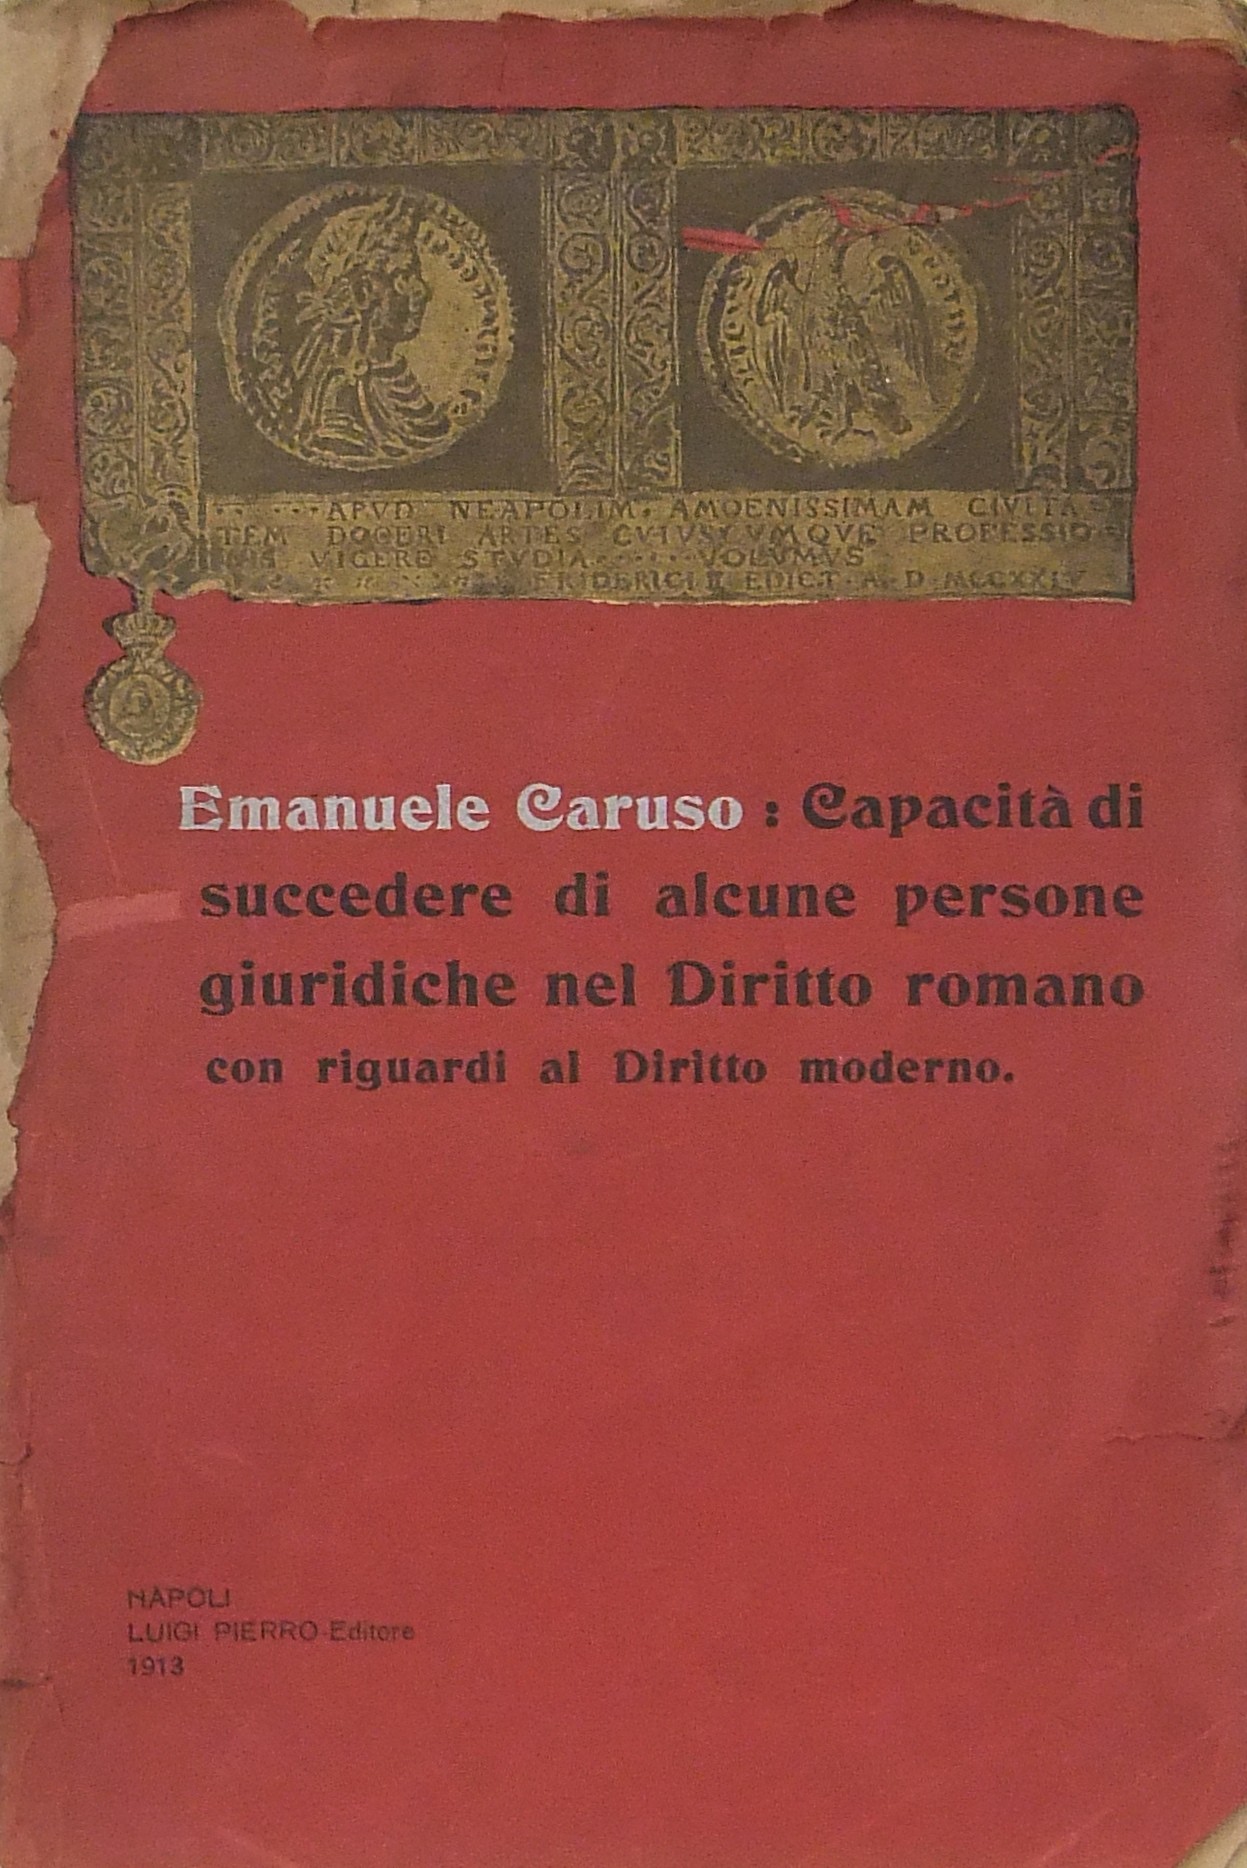 APVD NEAPOLIM. AMOENISSIMAM CIVITA
TEM DOCERI ARTES CVIVSCVMQVE PROFESSIO
NIS VIGERE STVDIA······VOLVMVS
FRIDERICI II EDICT. A. D. MCCXXIV
Emanuele Caruso : Capacità di
succedere di alcune persone
giuridiche nel Diritto romano
con riguardi al Diritto moderno.
NAPOLI
LUIGI PIERRO-Editore
1913